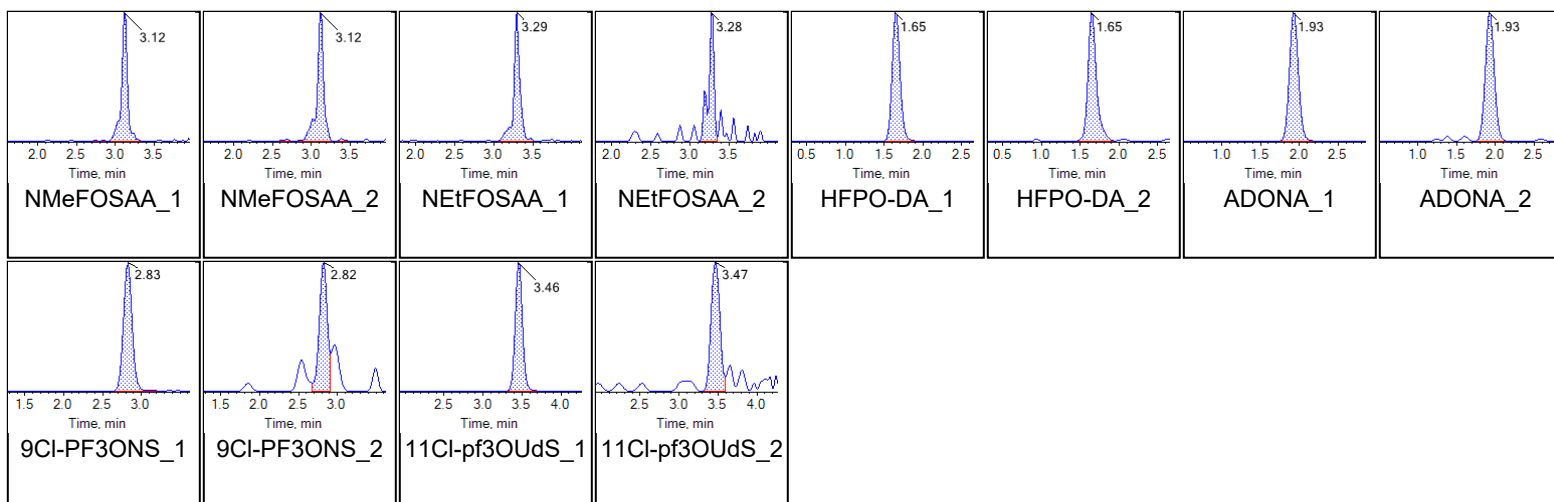 3.12 3.12 3.29 3.28 1.65 1.65 1.93 1.93
2.0 2.5 3.0 3.5 2.0 2.5 3.0 3.5 2.0 2.5 3.0 3.5 2.0 2.5 3.0 3.5 0.5 1.0 1.5 2.0 2.5 0.5 1.0 1.5 2.0 2.5 1.0 1.5 2.0 2.5 1.0 1.5 2.0 2.5
Time, min Time, min Time, min Time, min Time, min Time, min Time, min Time, min
NMeFOSAA_1 NMeFOSAA_2 NEtFOSAA_1 NEtFOSAA_2 HFPO-DA_1 HFPO-DA_2 ADONA_1 ADONA_2
2.83 2.82 3.46 3.47
1.5 2.0 2.5 3.0 1.5 2.0 2.5 3.0 2.5 3.0 3.5 4.0 2.5 3.0 3.5 4.0
Time, min Time, min Time, min Time, min
9Cl-PF3ONS_1 9Cl-PF3ONS_2 11Cl-pf3OUdS_1 11Cl-pf3OUdS_2